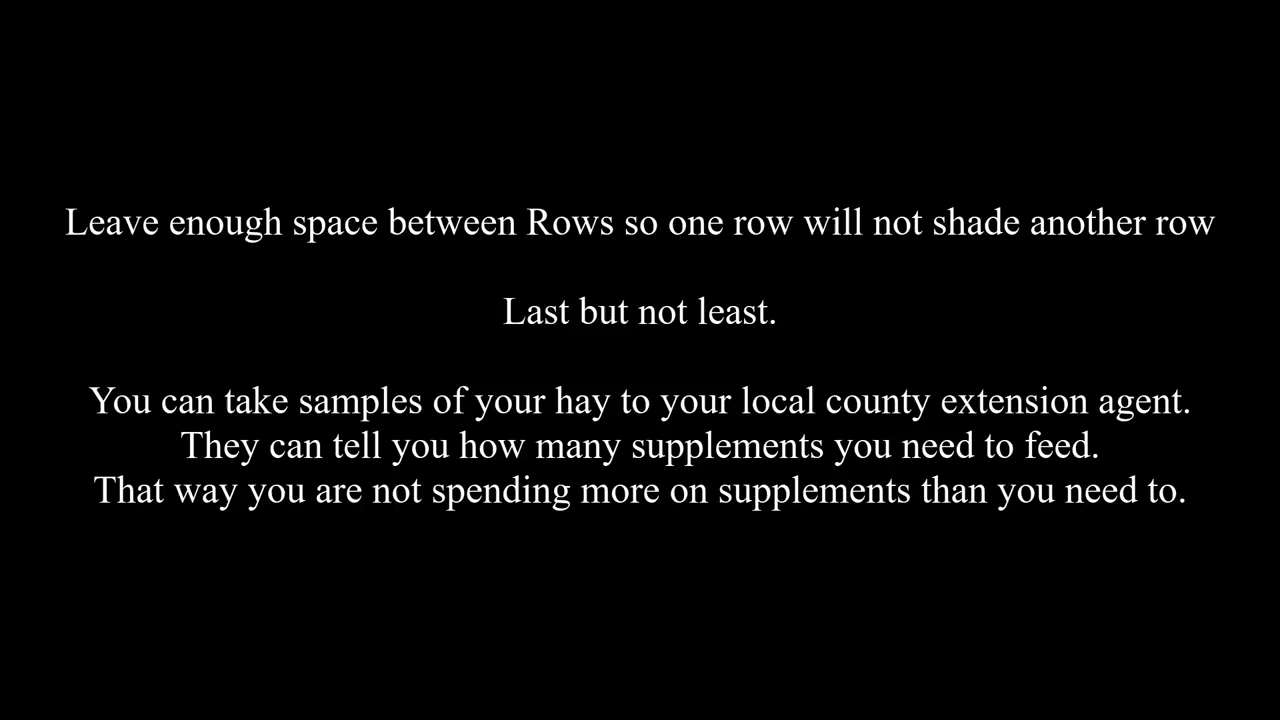 Leave enough space between Rows so one row will not shade another row
Last but not least.
You can take samples of your hay to your local county extension agent.
They can tell you how many supplements you need to feed.
That way you are not spending more on supplements than you need to.